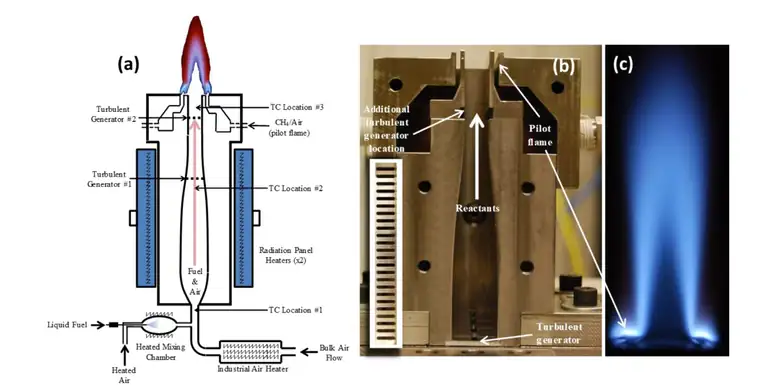 (a)
Turbulent
Generator #2
TC Location #3
CH₄/Air
(pilot flame)
Turbulent
Generator #1
TC Location #2
Radiation Panel
Heaters (x2)
Fuel
&
Air
TC Location #1
Liquid Fuel
Heated Mixing
Chamber
Heated
Air
Industrial Air Heater
Bulk Air
Flow
(b)
Additional
turbulent
generator
location
Pilot
flame
Reactants
Turbulent
generator
(c)